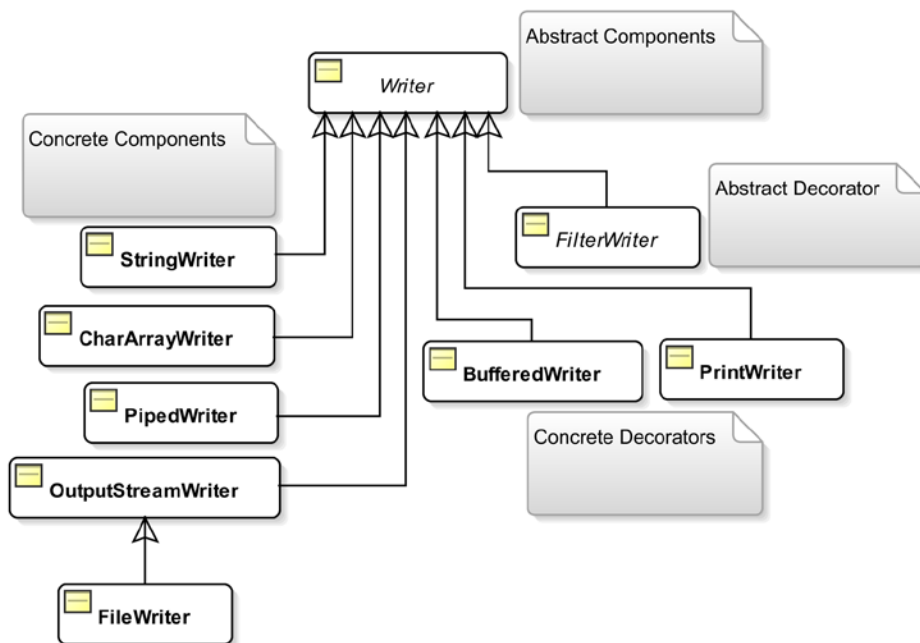 Abstract Components
Writer
Concrete Components
Abstract Decorator
FilterWriter
StringWriter
CharArrayWriter
BufferedWriter
PrintWriter
PipedWriter
Concrete Decorators
OutputStreamWriter
FileWriter